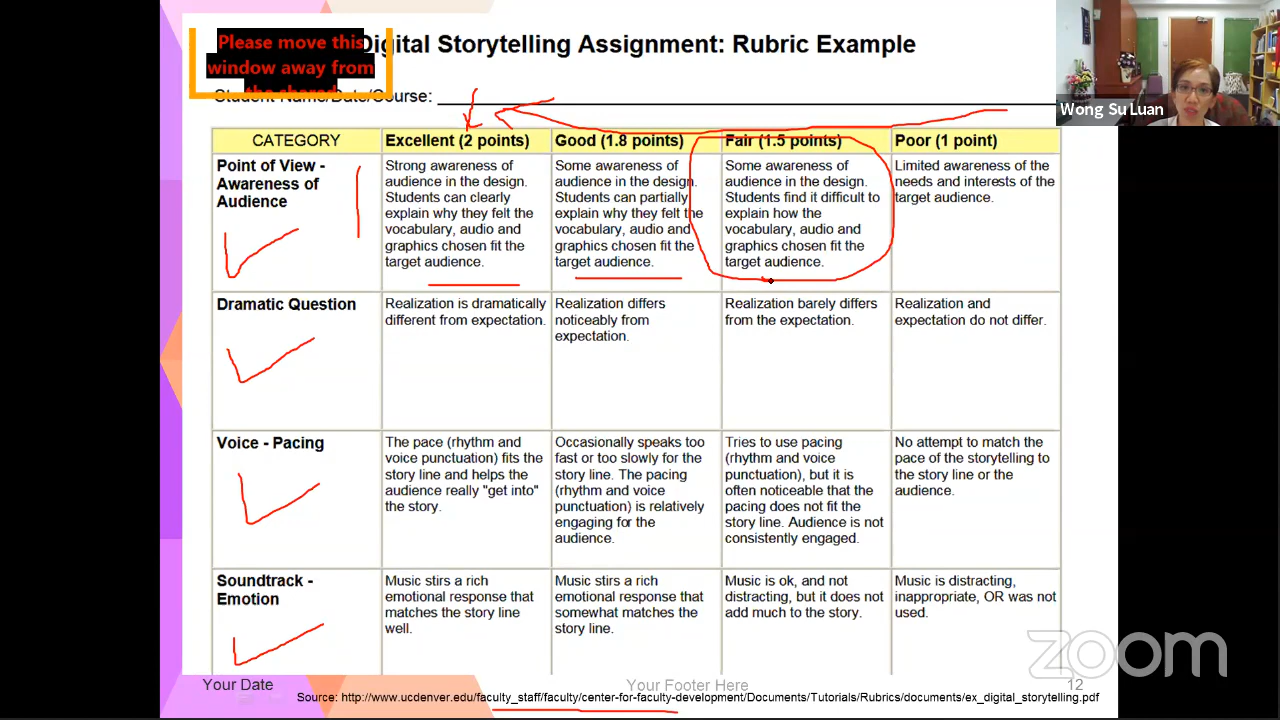 Please move this
window away from
the shared
Digital Storytelling Assignment: Rubric Example
Student Name/Date/Course:
Wong Su Luan
CATEGORY
Excellent (2 points)
Good (1.8 points)
Fair (1.5 points)
Poor (1 point)
Point of View -
Awareness of
Audience
Strong awareness of
audience in the design.
Students can clearly
explain why they felt the
vocabulary, audio and
graphics chosen fit the
target audience.
Some awareness of
audience in the design.
Students can partially
explain why they felt the
vocabulary, audio and
graphics chosen fit the
target audience.
Some awareness of
audience in the design.
Students find it difficult to
explain how the
vocabulary, audio and
graphics chosen fit the
target audience.
Limited awareness of the
needs and interests of the
target audience.
Dramatic Question
Realization is dramatically
different from expectation.
Realization differs
noticeably from
expectation.
Realization barely differs
from the expectation.
Realization and
expectation do not differ.
Voice - Pacing
The pace (rhythm and
voice punctuation) fits the
story line and helps the
audience really "get into"
the story.
Occasionally speaks too
fast or too slowly for the
story line. The pacing
(rhythm and voice
punctuation) is relatively
engaging for the
audience.
Tries to use pacing
(rhythm and voice
punctuation), but it is
often noticeable that the
pacing does not fit the
story line. Audience is not
consistently engaged.
No attempt to match the
pace of the storytelling to
the story line or the
audience.
Soundtrack -
Emotion
Music stirs a rich
emotional response that
matches the story line
well.
Music stirs a rich
emotional response that
somewhat matches the
story line.
Music is ok, and not
distracting, but it does not
add much to the story.
Music is distracting,
inappropriate, OR was not
used.
zoom
Your Date
Your Footer Here
12
Source: http://www.ucdenver.edu/faculty_staff/faculty/center-for-faculty-development/Documents/Tutorials/Rubrics/documents/ex_digital_storytelling.pdf